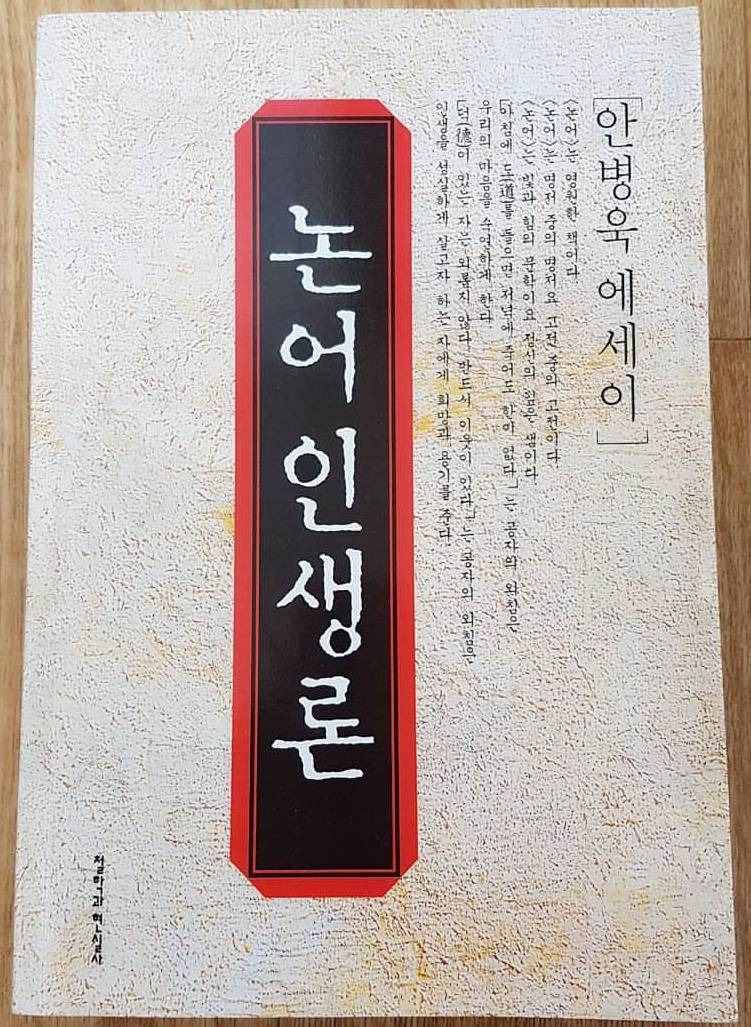 [안병욱 에세이]
〈논어〉는 영원한 책이다.
〈논어〉는 명저 중의 명저요 고전 중의 고전이다.
〈논어〉는 빛과 힘의 문학이요 정신의 깊은 샘이다.
「아침에 도(道)를 들으면 저녁에 죽어도 한이 없다.」는 공자의 외침은
우리의 마음을 숙연하게 한다.
「덕(德)이 있는 자는 외롭지 않다. 반드시 이웃이 있다.」는 공자의 외침은
인생을 성실하게 살고자 하는 자에게 희망과 용기를 준다.
논어인생론
철학과 현실사